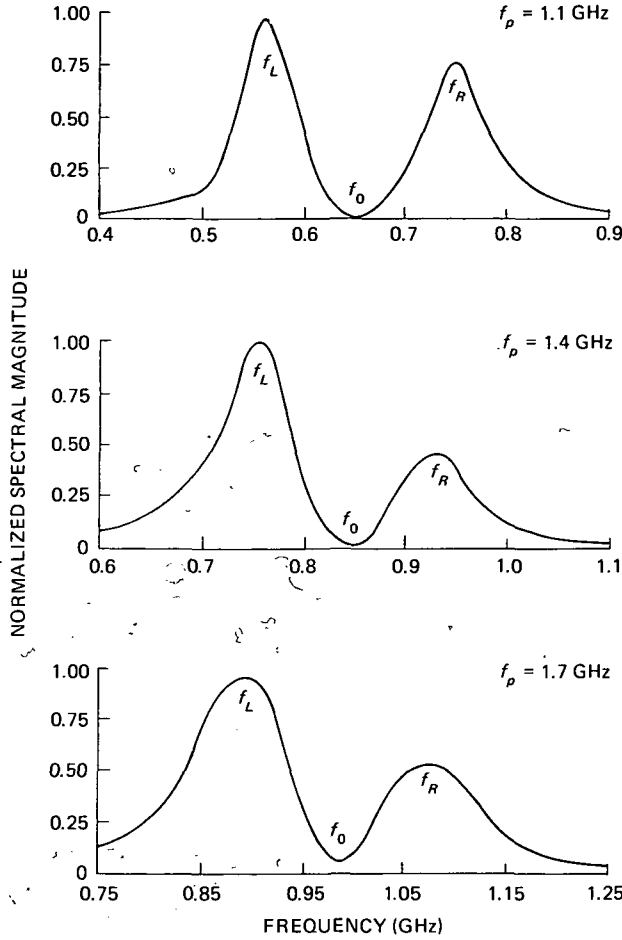 f_p = 1.1 GHz
1.00
0.75
0.50
0.25
0
f_L
f_R
f_0
0.4 0.5 0.6 0.7 0.8 0.9
NORMALIZED SPECTRAL MAGNITUDE
f_p = 1.4 GHz
1.00
0.75
0.50
0.25
0
f_L
f_R
f_0
0.6 0.7 0.8 0.9 1.0 1.1
f_p = 1.7 GHz
1.00
0.75
0.50
0.25
0
f_L
f_R
f_0
0.75 0.85 0.95 1.05 1.15 1.25
FREQUENCY (GHz)